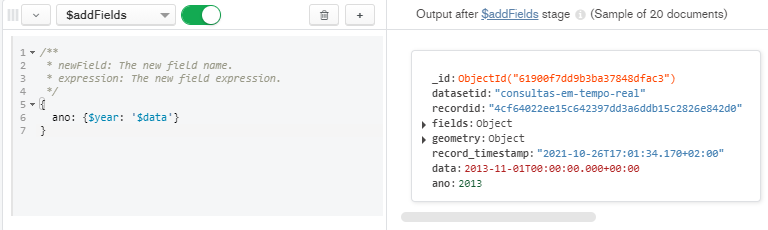 $addFields
+
Output after $addFields stage (Sample of 20 documents)
1 /**
2 * newField: The new field name.
3 * expression: The new field expression.
4 */
5 {
6 ano: {$year: '$data'}
7 }
_id: ObjectId("61900f7dd9b3ba37848dfac3")
datasetid: "consultas-em-tempo-real"
recordid: "4cf64022ee15c642397dd3a6ddb15c2826e842d0"
fields: Object
geometry: Object
record_timestamp: "2021-10-26T17:01:34.170+02:00"
data: 2013-11-01T00:00:00.000+00:00
ano: 2013